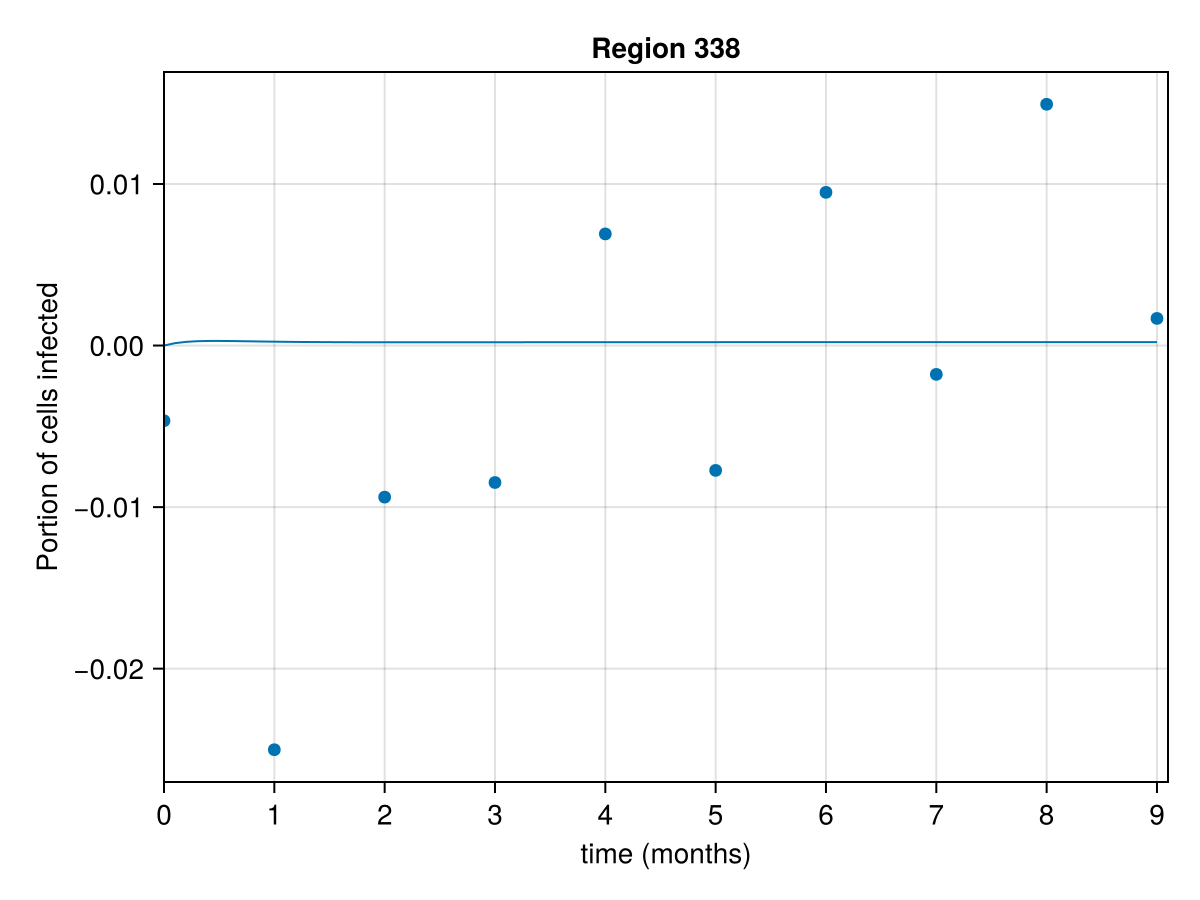 Region 338
Portion of cells infected
0.01
0.00
−0.01
−0.02
0 1 2 3 4 5 6 7 8 9
time (months)